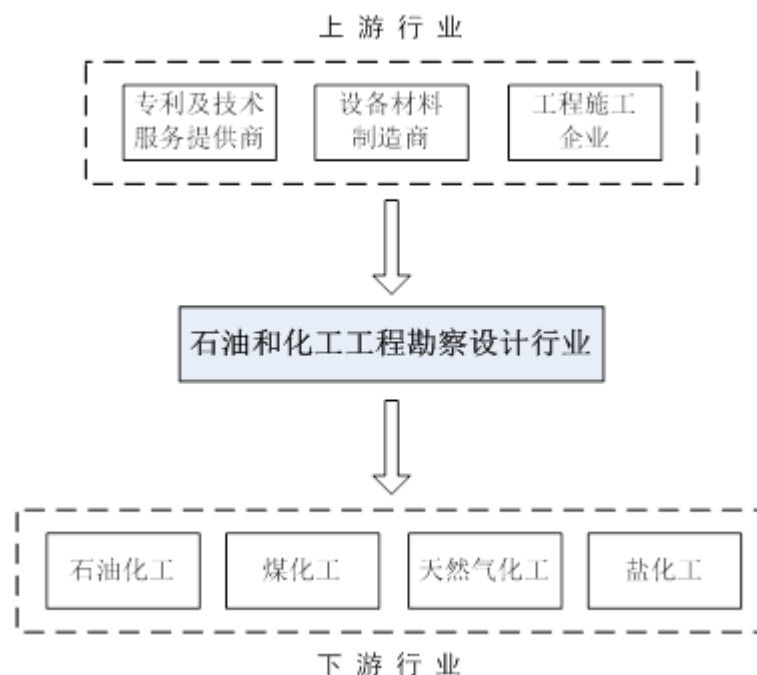 上游行业
专利及技术
服务提供商
设备材料
制造商
工程施工
企业
石油和化工工程勘察设计行业
石油化工
煤化工
天然气化工
盐化工
下游行业